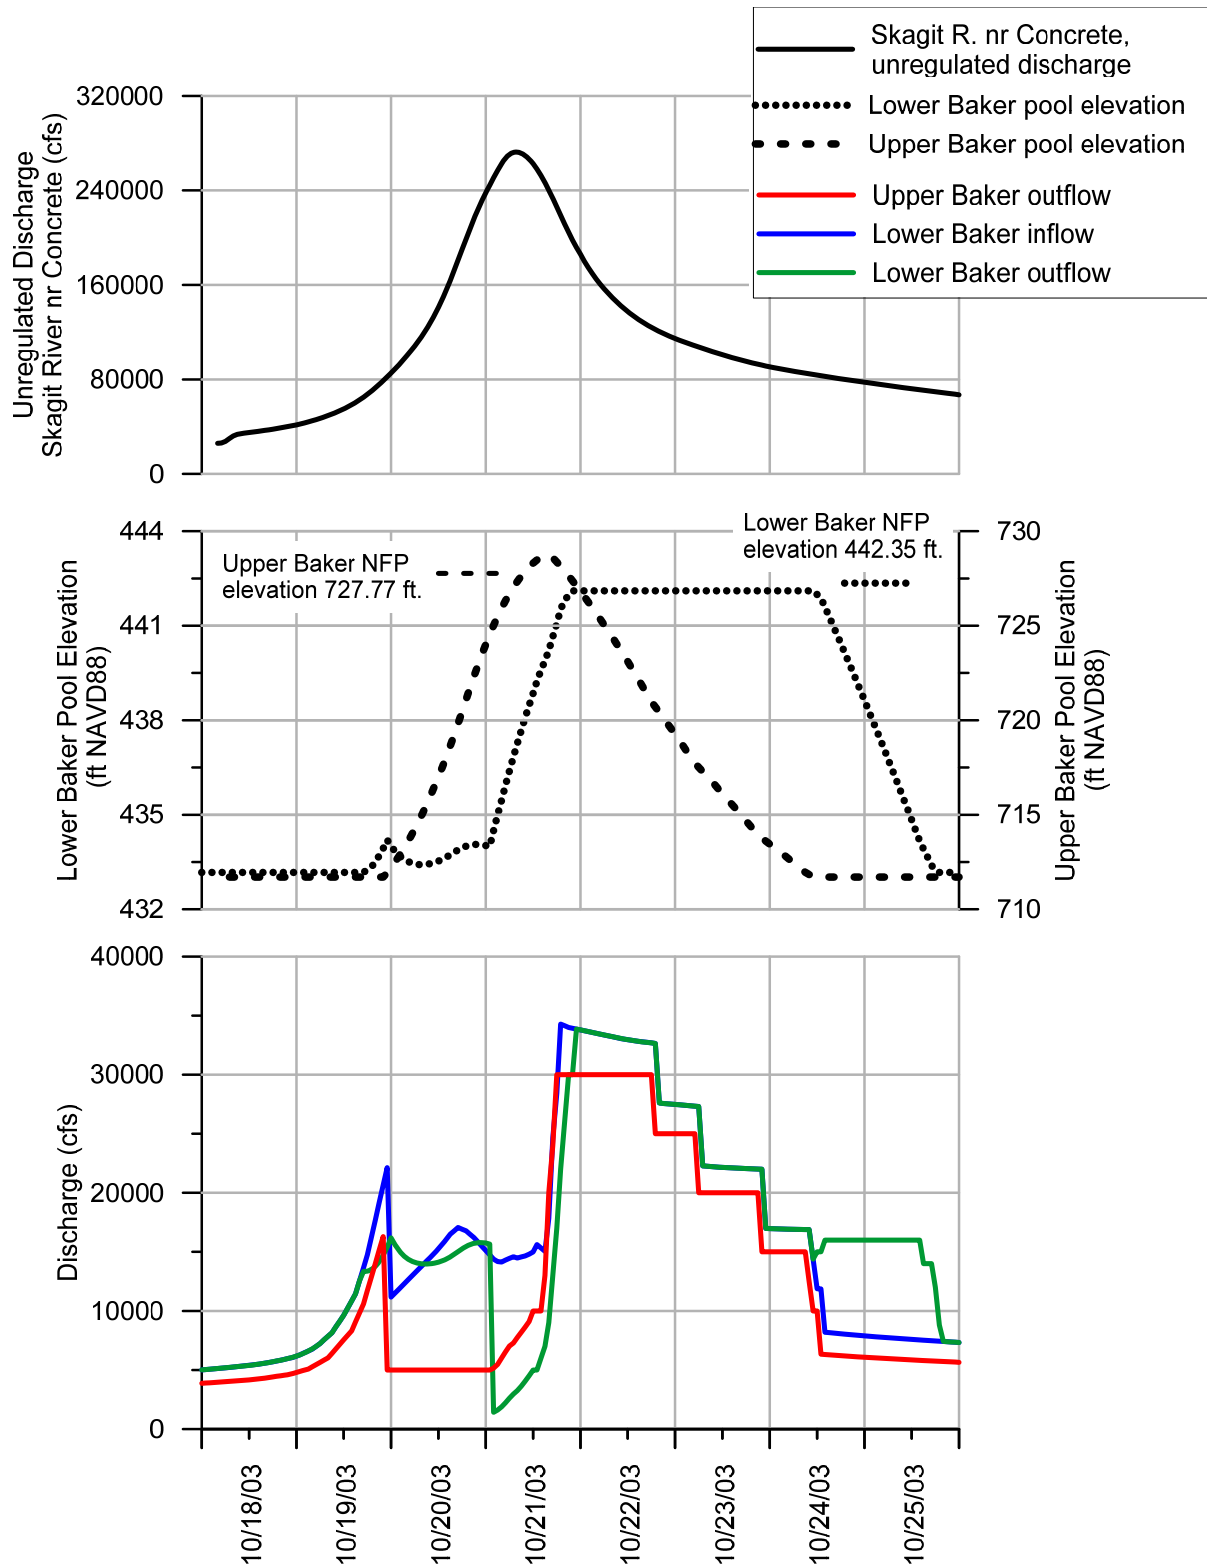 Skagit R. nr Concrete,
unregulated discharge
Lower Baker pool elevation
Upper Baker pool elevation
Upper Baker outflow
Lower Baker inflow
Lower Baker outflow
Unregulated Discharge
Skagit River nr Concrete (cfs)
320000
240000
160000
80000
0
Lower Baker Pool Elevation
(ft NAVD88)
444
441
438
435
432
Upper Baker NFP
elevation 727.77 ft.
Lower Baker NFP
elevation 442.35 ft.
730
725
720
715
710
Upper Baker Pool Elevation
(ft NAVD88)
Discharge (cfs)
40000
30000
20000
10000
0
10/18/03
10/19/03
10/20/03
10/21/03
10/22/03
10/23/03
10/24/03
10/25/03